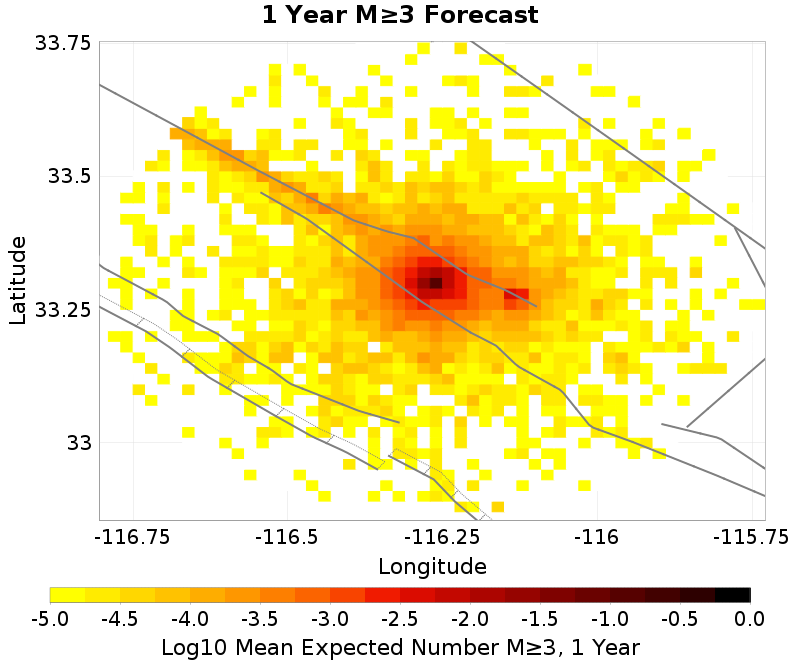 1 Year M≥3 Forecast
33.75
33.5
33.25
33
Latitude
-116.75 -116.5 -116.25 -116 -115.75
Longitude
-5.0 -4.5 -4.0 -3.5 -3.0 -2.5 -2.0 -1.5 -1.0 -0.5 0.0
Log10 Mean Expected Number M≥3, 1 Year